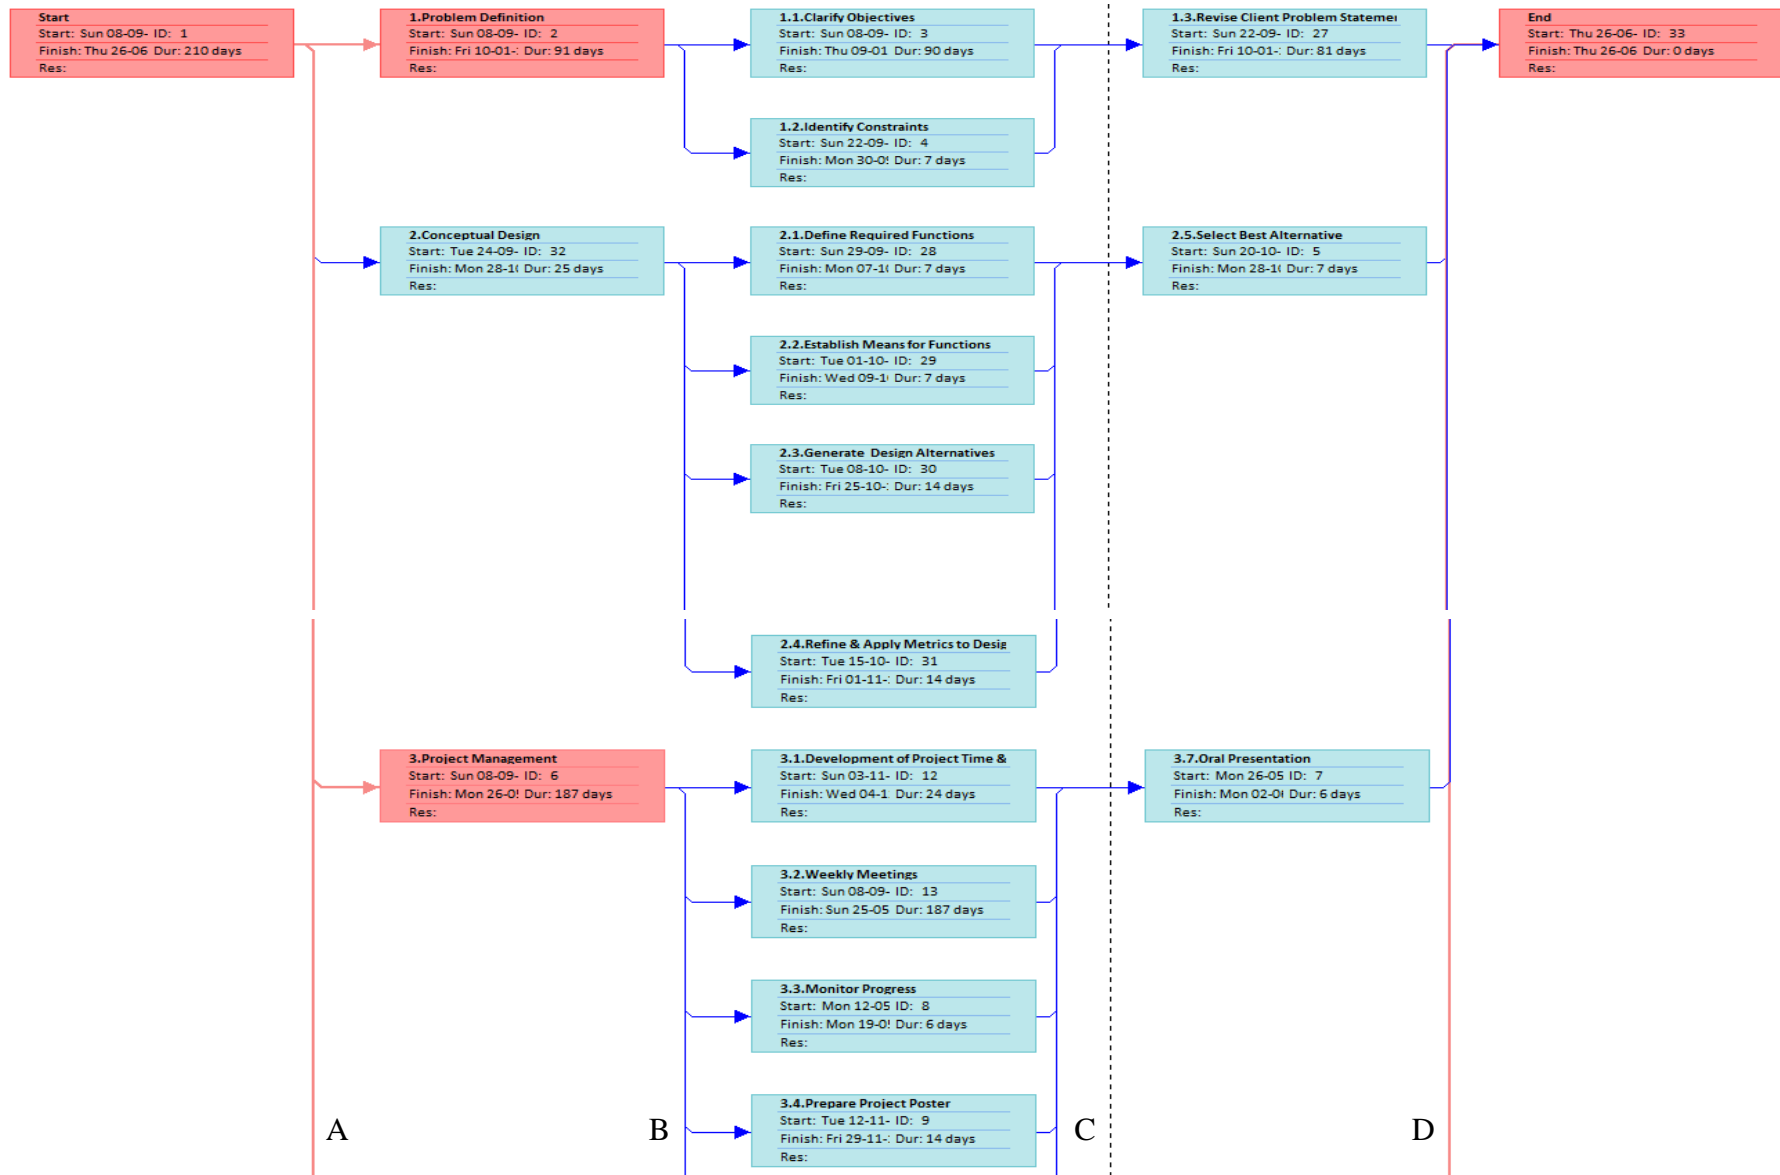 Start
Start: Sun 08-09- ID: 1
Finish: Thu 26-06 Dur: 210 days
Res:
1.Problem Definition
Start: Sun 08-09- ID: 2
Finish: Fri 10-01-: Dur: 91 days
Res:
1.1.Clarify Objectives
Start: Sun 08-09- ID: 3
Finish: Thu 09-01 Dur: 90 days
Res:
1.3.Revise Client Problem Statemer
Start: Sun 22-09- ID: 27
Finish: Fri 10-01-: Dur: 81 days
Res:
End
Start: Thu 26-06- ID: 33
Finish: Thu 26-06 Dur: 0 days
Res:
1.2.Identify Constraints
Start: Sun 22-09- ID: 4
Finish: Mon 30-0 Dur: 7 days
Res:
2.Conceptual Design
Start: Tue 24-09- ID: 32
Finish: Mon 28-1 Dur: 25 days
Res:
2.1.Define Required Functions
Start: Sun 29-09- ID: 28
Finish: Mon 07-1 Dur: 7 days
Res:
2.5.Select Best Alternative
Start: Sun 20-10- ID: 5
Finish: Mon 28-1 Dur: 7 days
Res:
2.2.Establish Means for Functions
Start: Tue 01-10- ID: 29
Finish: Wed 09-1 Dur: 7 days
Res:
2.3.Generate Design Alternatives
Start: Tue 08-10- ID: 30
Finish: Fri 25-10-: Dur: 14 days
Res:
2.4.Refine & Apply Metrics to Desig
Start: Tue 15-10- ID: 31
Finish: Fri 01-11-: Dur: 14 days
Res:
3.Project Management
Start: Sun 08-09- ID: 6
Finish: Mon 26-0 Dur: 187 days
Res:
3.1.Development of Project Time &
Start: Sun 03-11- ID: 12
Finish: Wed 04-1 Dur: 24 days
Res:
3.7.Oral Presentation
Start: Mon 26-05 ID: 7
Finish: Mon 02-0 Dur: 6 days
Res:
3.2.Weekly Meetings
Start: Sun 08-09- ID: 13
Finish: Sun 25-05 Dur: 187 days
Res:
3.3.Monitor Progress
Start: Mon 12-05 ID: 8
Finish: Mon 19-0 Dur: 6 days
Res:
3.4.Prepare Project Poster
Start: Tue 12-11- ID: 9
Finish: Fri 29-11-: Dur: 14 days
Res:
A B C D